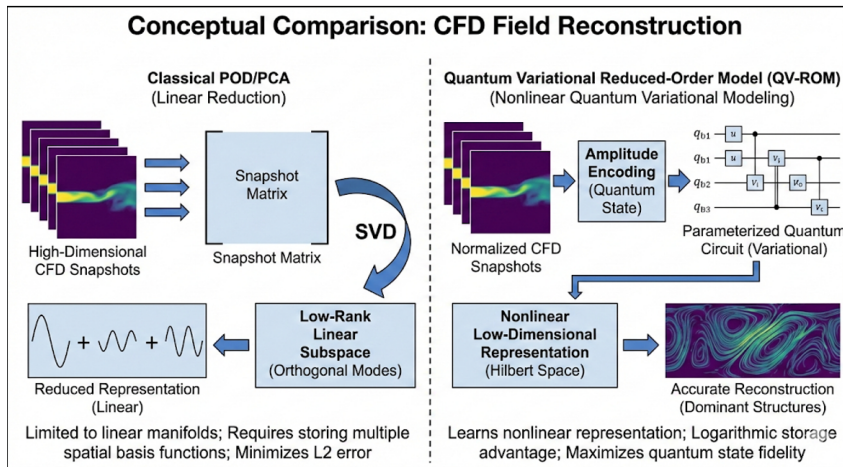 Conceptual Comparison: CFD Field Reconstruction
Classical POD/PCA
(Linear Reduction)
High-Dimensional
CFD Snapshots
Snapshot
Matrix
Snapshot Matrix
SVD
Low-Rank
Linear
Subspace
(Orthogonal Modes)
+
+
Reduced Representation
(Linear)
Limited to linear manifolds; Requires storing multiple
spatial basis functions; Minimizes L2 error
Quantum Variational Reduced-Order Model (QV-ROM)
(Nonlinear Quantum Variational Modeling)
Normalized CFD
Snapshots
Amplitude
Encoding
(Quantum
State)
qb1 u
qb1 u
qb2
qB3
Parameterized Quantum
Circuit (Variational)
Nonlinear
Low-Dimensional
Representation
(Hilbert Space)
Accurate Reconstruction
(Dominant Structures)
Learns nonlinear representation; Logarithmic storage
advantage; Maximizes quantum state fidelity